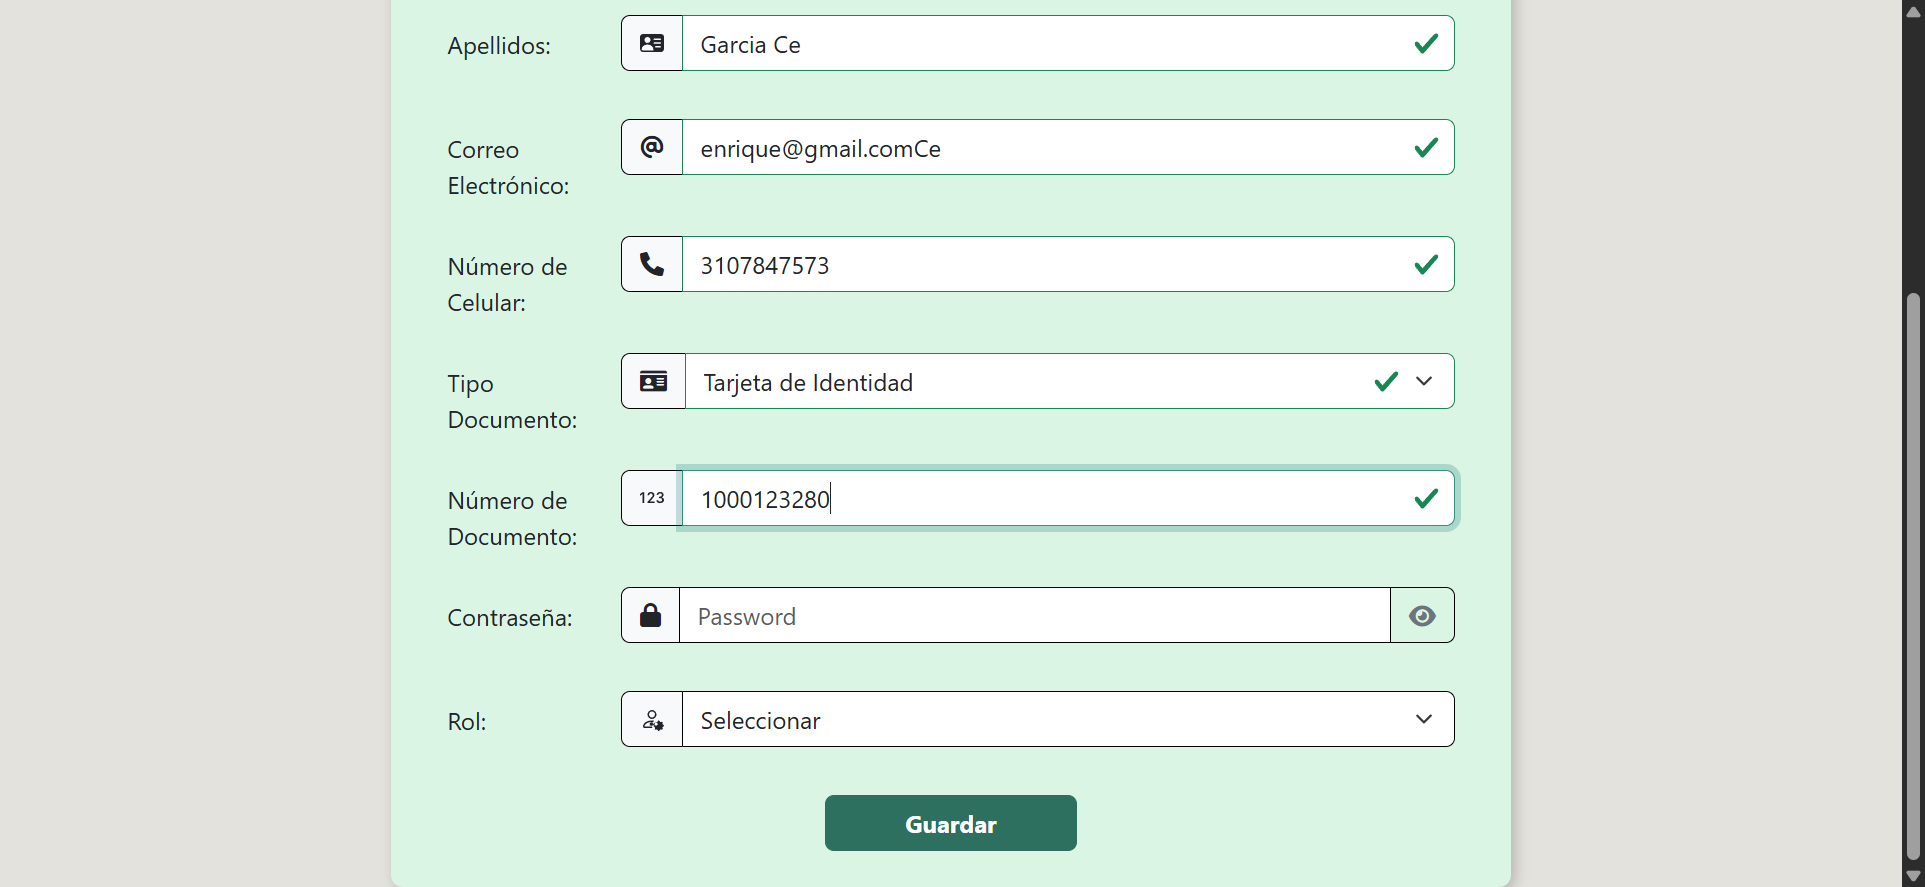 Apellidos:
Garcia Ce
Correo
Electrónico:
@
enrique@gmail.comCe
Número de
Celular:
3107847573
Tipo
Documento:
Tarjeta de Identidad
Número de
Documento:
123
1000123280
Contraseña:
Password
Rol:
Seleccionar
Guardar